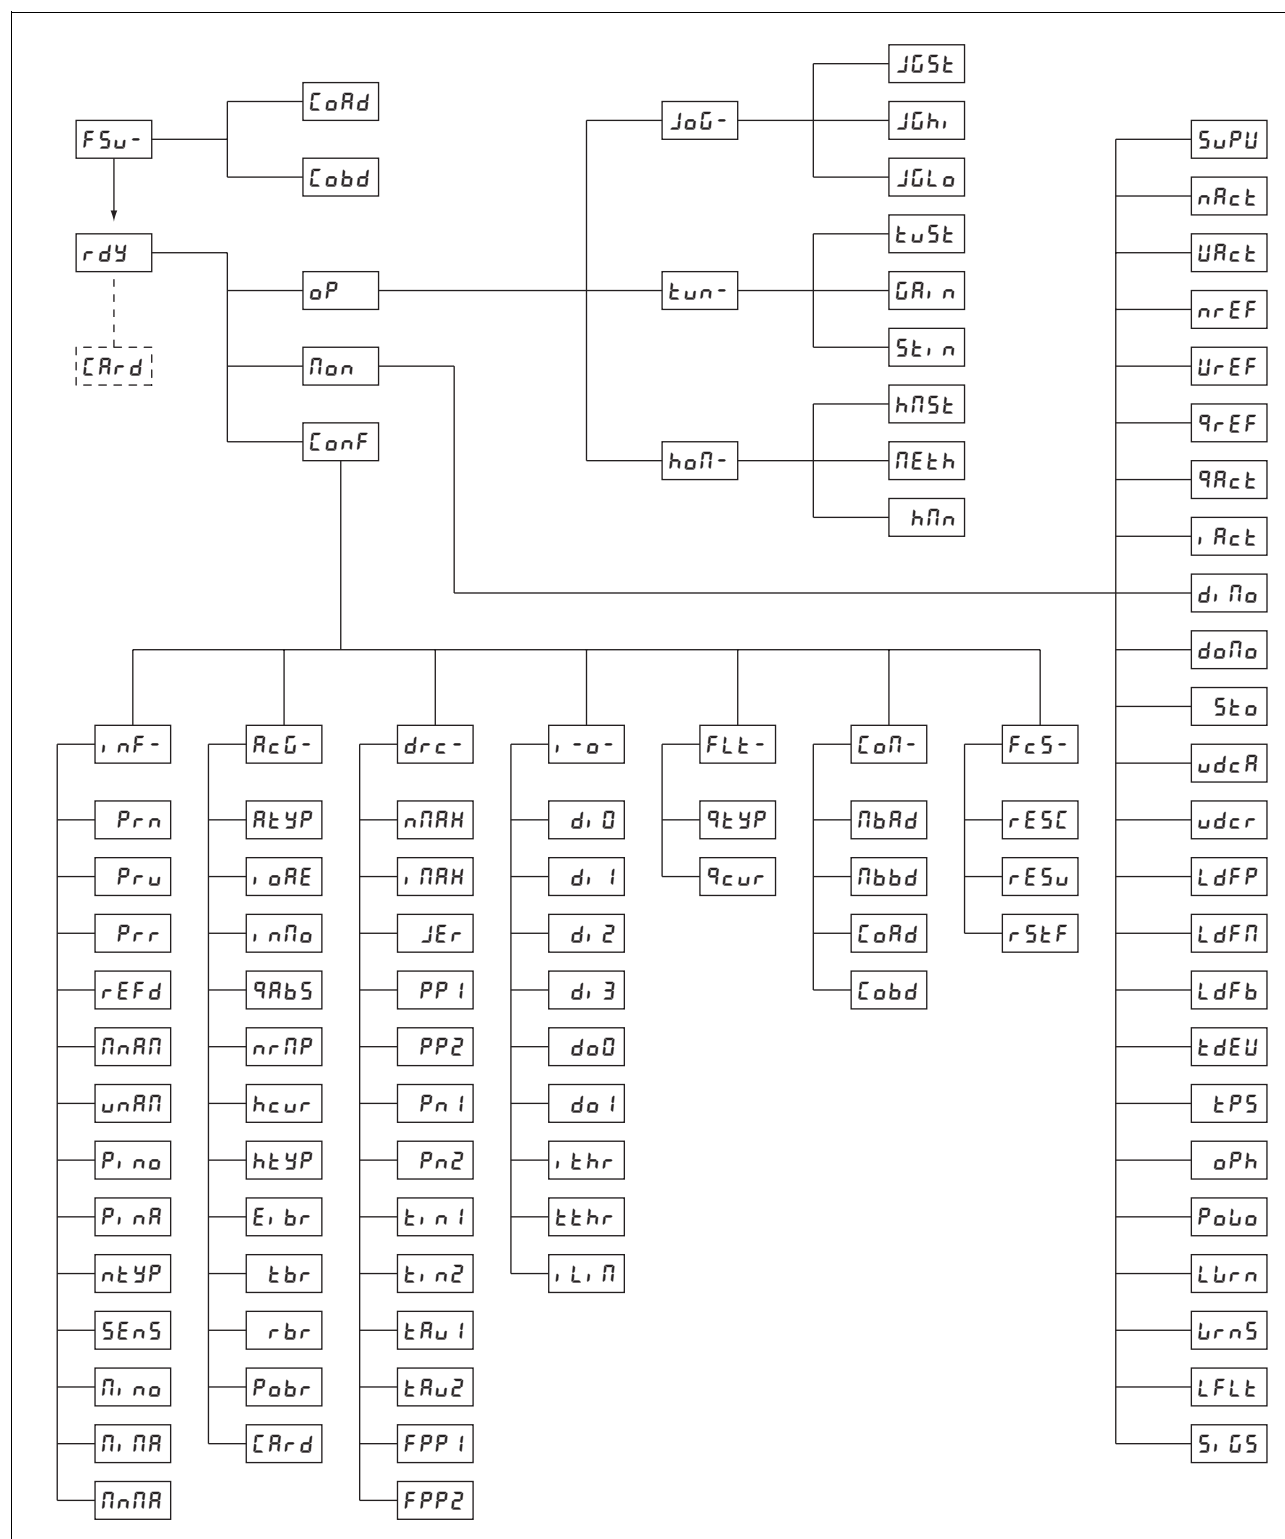 FSu-
CoAd
Cobd
rdY
CArd
oP
Mon
ConF
JoG-
JGSt
JGhi
JGLo
tun-
tuSt
GAin
Stin
hoM-
hMSt
MEth
hMn
SuPV
nAct
VAct
nrEF
VrEF
qrEF
qAct
iAct
diMo
doMo
Sto
udcA
udcr
LdFP
LdFM
LdFb
tdEV
tPS
oPh
PoWo
LWrn
WrnS
LFLt
SiGS
inF-
Prn
Pru
Prr
rEFd
MnAM
unAM
Pino
PinA
ntYP
SEnS
Mino
MiMA
MnMA
AcG-
AtYP
ioAE
inMo
qAbS
nrMP
hcur
htYP
Eibr
tbr
rbr
Pobr
CArd
drc-
nMAX
iMAX
JEr
PP1
PP2
Pn1
Pn2
tin1
tin2
tAu1
tAu2
FPP1
FPP2
i-o-
di0
di1
di2
di3
do0
do1
ithr
tthr
iLiM
FLt-
qtYP
qcur
CoM-
MbAd
Mbbd
CoAd
Cobd
FcS-
rESC
rESu
rStF